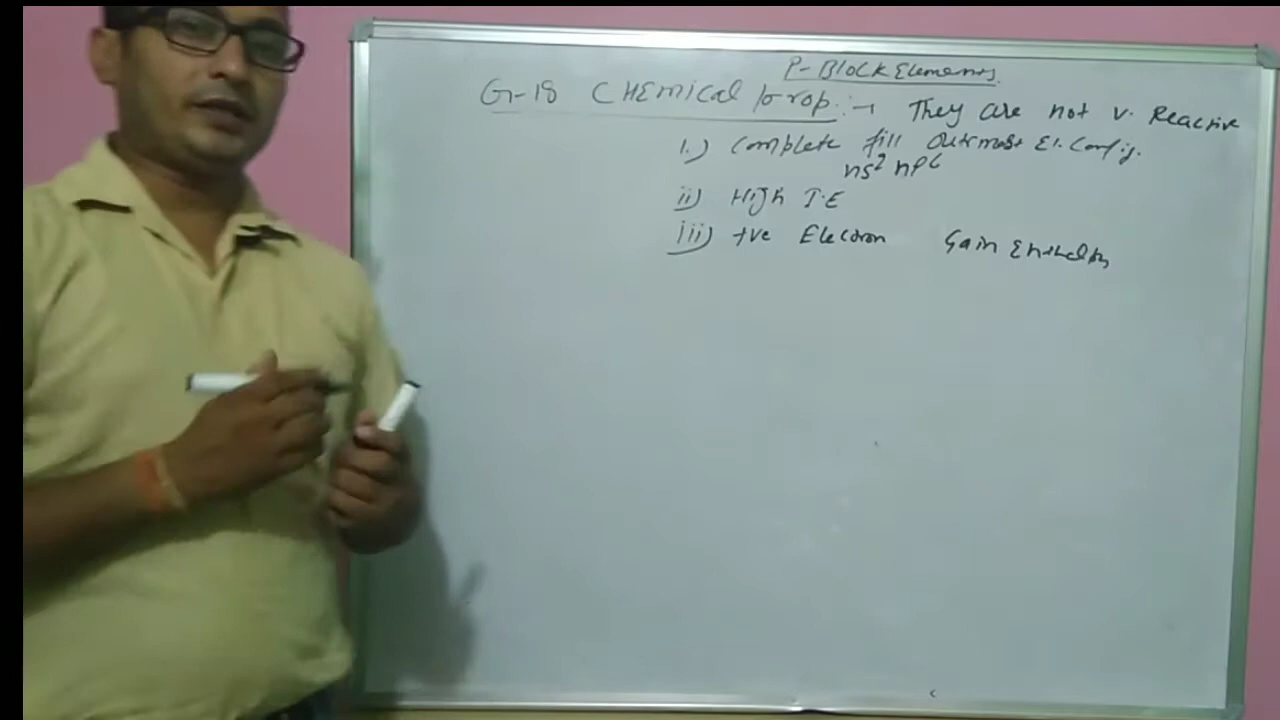 P-Block Elements
G-18 CHEmical prop. :→ They are not v. Reactive
1.) Complete fill Outermost El. Config.
ns² np6
ii) High I.E
iii) +ve Electron Gain Enthalpy